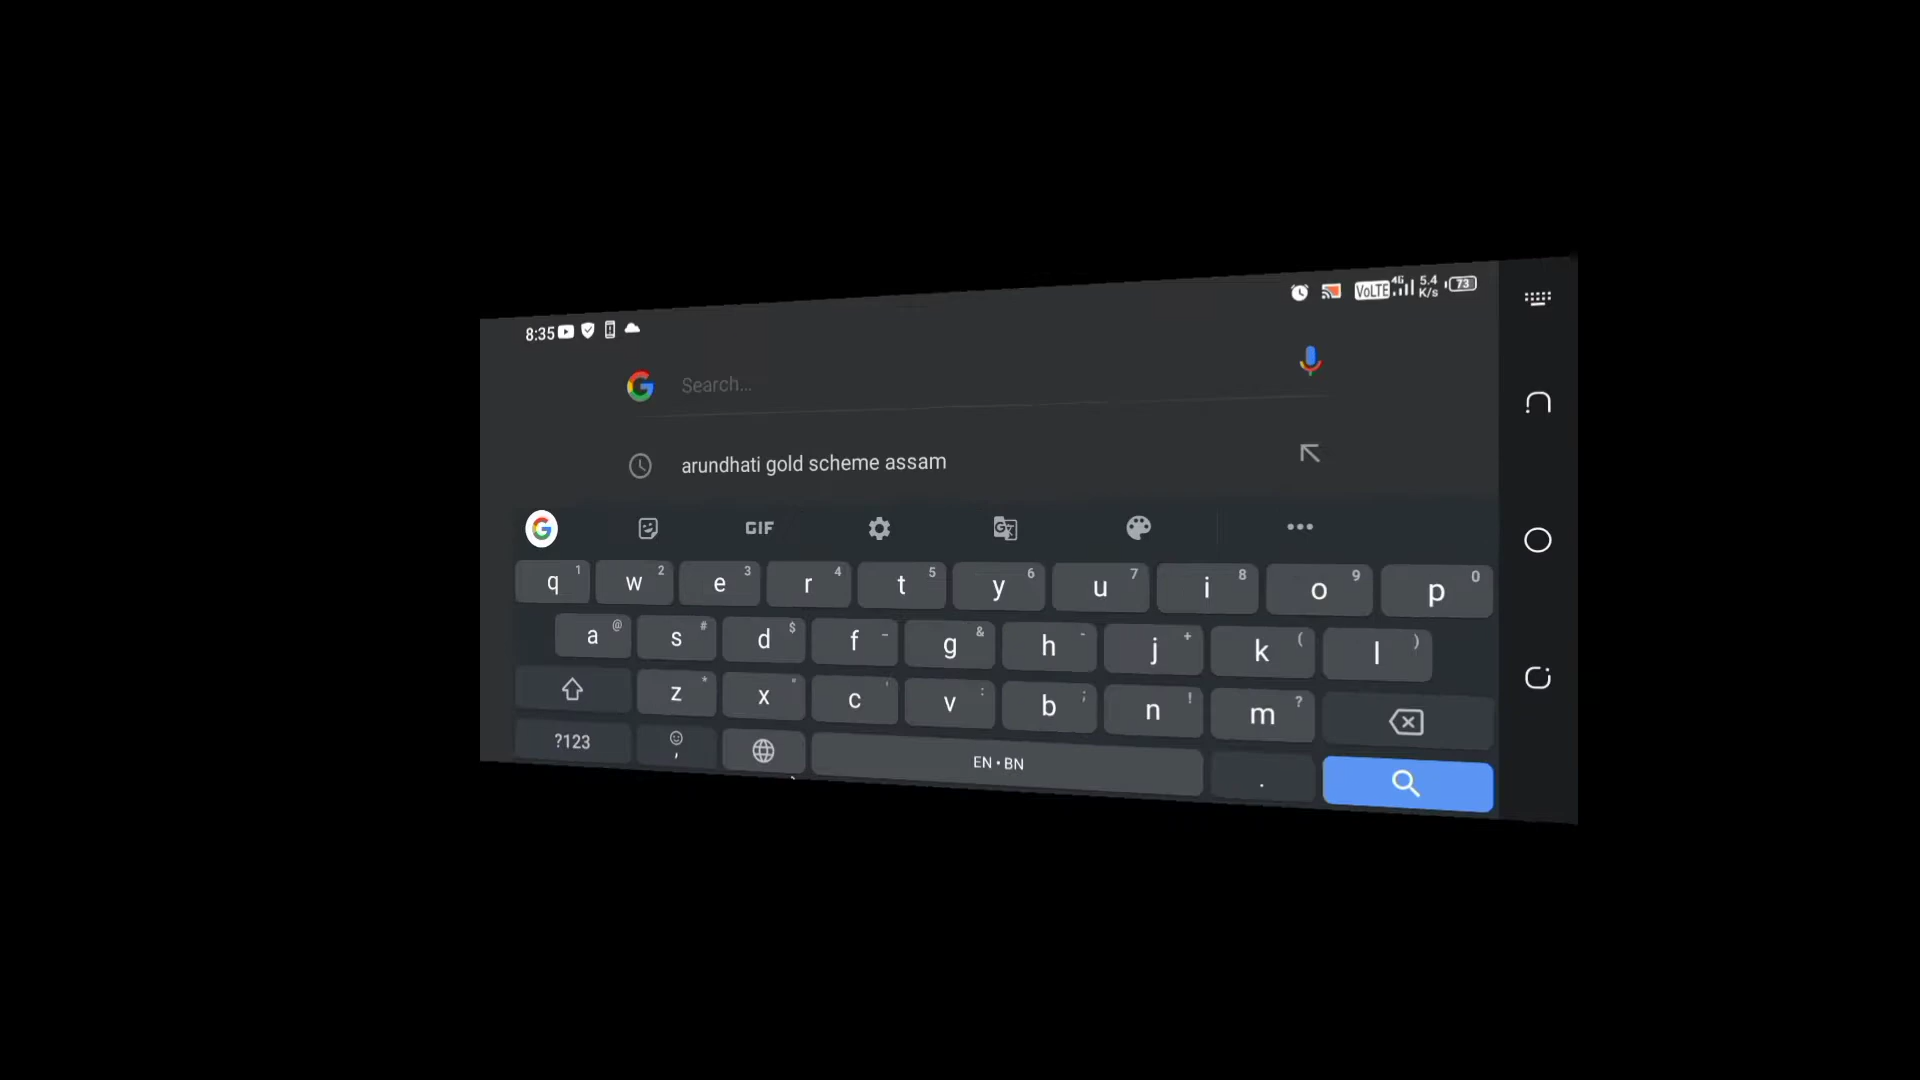 8:35 VoLTE 4G 5.4 K/s 73
Search...
arundhati gold scheme assam
GIF
q 1 w 2 e 3 r 4 t 5 y 6 u 7 i 8 o 9 p 0
a @ s # d $ f _ g & h - j + k ( l )
z * x " c ' v : b ; n ! m ?
?123 , EN • BN .